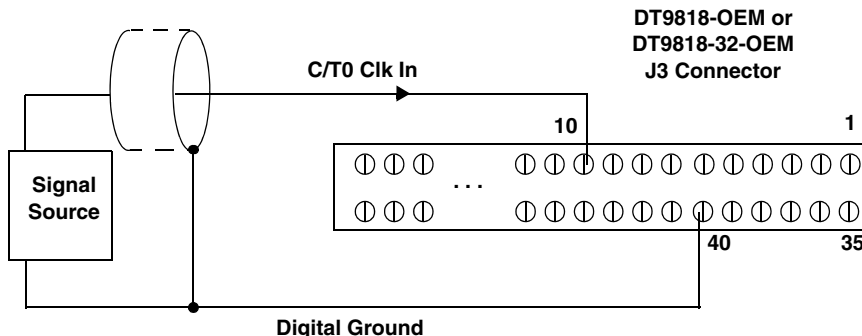 DT9818-OEM or
DT9818-32-OEM
J3 Connector
C/T0 Clk In
10
1
Signal
Source
. . .
40
35
Digital Ground